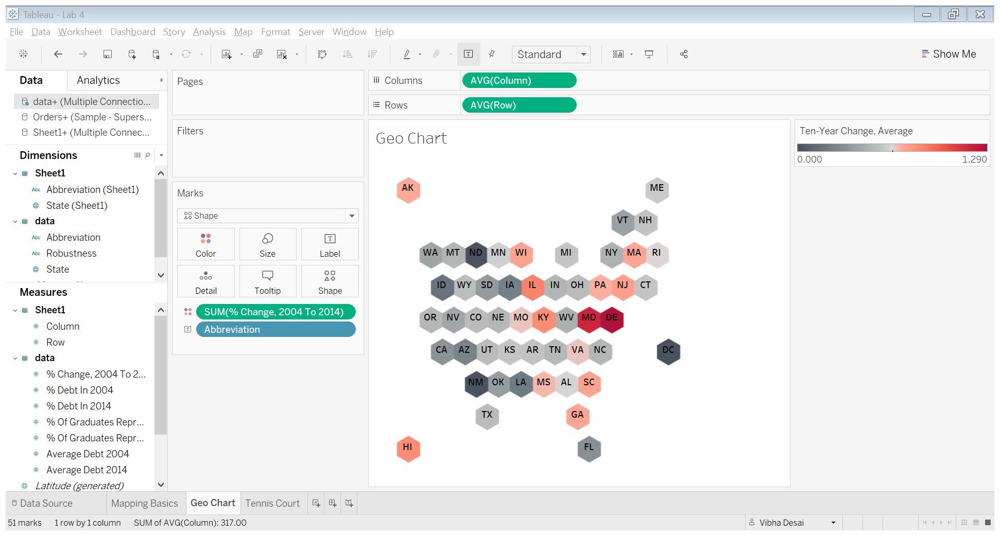 Tableau - Lab 4
File Data Worksheet Dashboard Story Analysis Map Format Server Window Help
Standard
Show Me
Data
Analytics
data+ (Multiple Connectio...
Orders+ (Sample - Supers...
Sheet1+ (Multiple Connec...
Dimensions
Sheet1
Abc Abbreviation (Sheet1)
State (Sheet1)
data
Abc Abbreviation
Abc Robustness
State
Measures
Sheet1
# Column
# Row
data
# % Change, 2004 To 2...
# % Debt In 2004
# % Debt In 2014
# % Of Graduates Repr...
# % Of Graduates Repr...
# Average Debt 2004
# Average Debt 2014
Latitude (generated)
Pages
Filters
Marks
Shape
Color Size Label
Detail Tooltip Shape
SUM(% Change, 2004 To 2014)
Abbreviation
Columns AVG(Column)
Rows AVG(Row)
Geo Chart
AK ME
VT NH
WA MT ND MN WI MI NY MA RI
ID WY SD IA IL IN OH PA NJ CT
OR NV CO NE MO KY WV MD DE
CA AZ UT KS AR TN VA NC DC
NM OK LA MS AL SC
TX GA
HI FL
Ten-Year Change, Average
0.000 1.290
Data Source Mapping Basics Geo Chart Tennis Court
51 marks 1 row by 1 column SUM of AVG(Column): 317.00 Vibha Desai